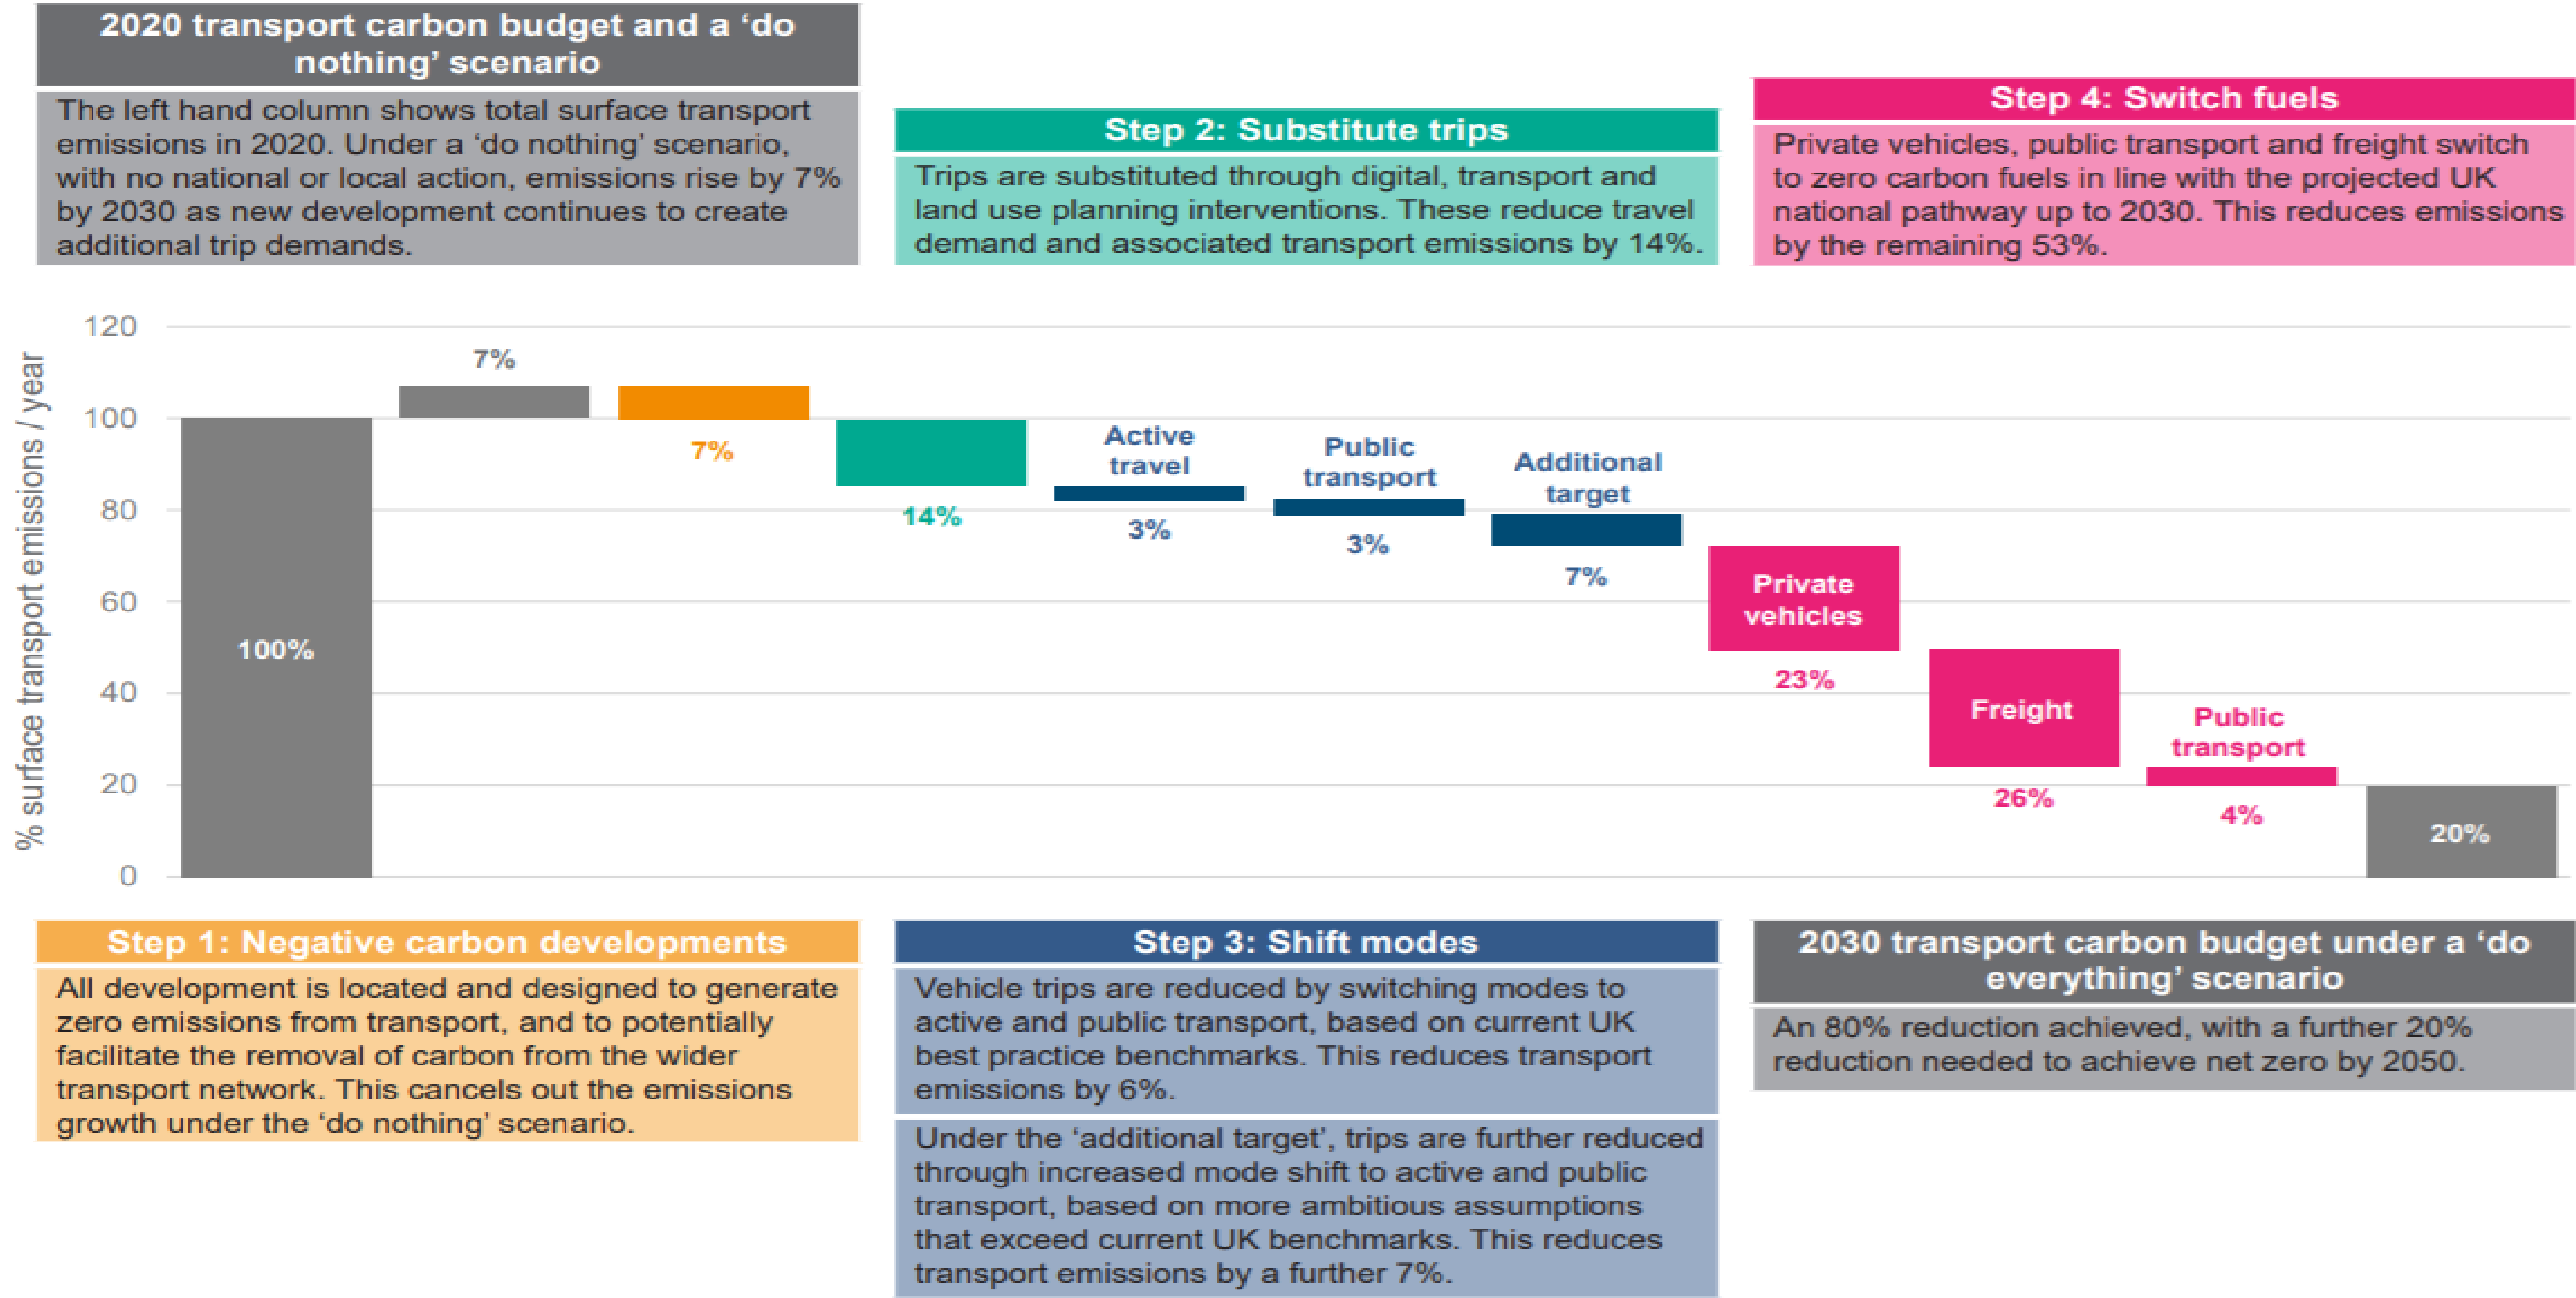 2020 transport carbon budget and a ‘do
nothing’ scenario
The left hand column shows total surface transport
emissions in 2020. Under a ‘do nothing’ scenario,
with no national or local action, emissions rise by 7%
by 2030 as new development continues to create
additional trip demands.
Step 2: Substitute trips
Trips are substituted through digital, transport and
land use planning interventions. These reduce travel
demand and associated transport emissions by 14%.
Step 4: Switch fuels
Private vehicles, public transport and freight switch
to zero carbon fuels in line with the projected UK
national pathway up to 2030. This reduces emissions
by the remaining 53%.
% surface transport emissions / year
120
100
80
60
40
20
0
100%
7%
7%
14%
Active
travel
3%
Public
transport
3%
Additional
target
7%
Private
vehicles
23%
Freight
26%
Public
transport
4%
20%
Step 1: Negative carbon developments
All development is located and designed to generate
zero emissions from transport, and to potentially
facilitate the removal of carbon from the wider
transport network. This cancels out the emissions
growth under the ‘do nothing’ scenario.
Step 3: Shift modes
Vehicle trips are reduced by switching modes to
active and public transport, based on current UK
best practice benchmarks. This reduces transport
emissions by 6%.
Under the ‘additional target’, trips are further reduced
through increased mode shift to active and public
transport, based on more ambitious assumptions
that exceed current UK benchmarks. This reduces
transport emissions by a further 7%.
2030 transport carbon budget under a ‘do
everything’ scenario
An 80% reduction achieved, with a further 20%
reduction needed to achieve net zero by 2050.